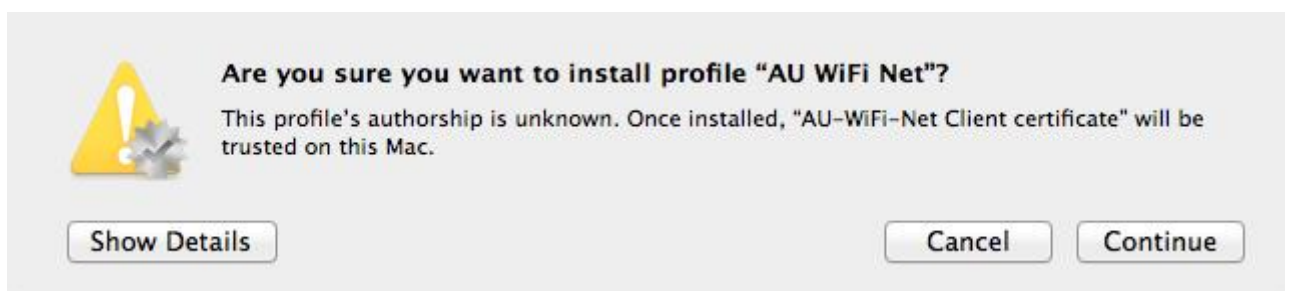 Are you sure you want to install profile “AU WiFi Net”?
This profile's authorship is unknown. Once installed, “AU-WiFi-Net Client certificate” will be
trusted on this Mac.
Show Details
Cancel
Continue